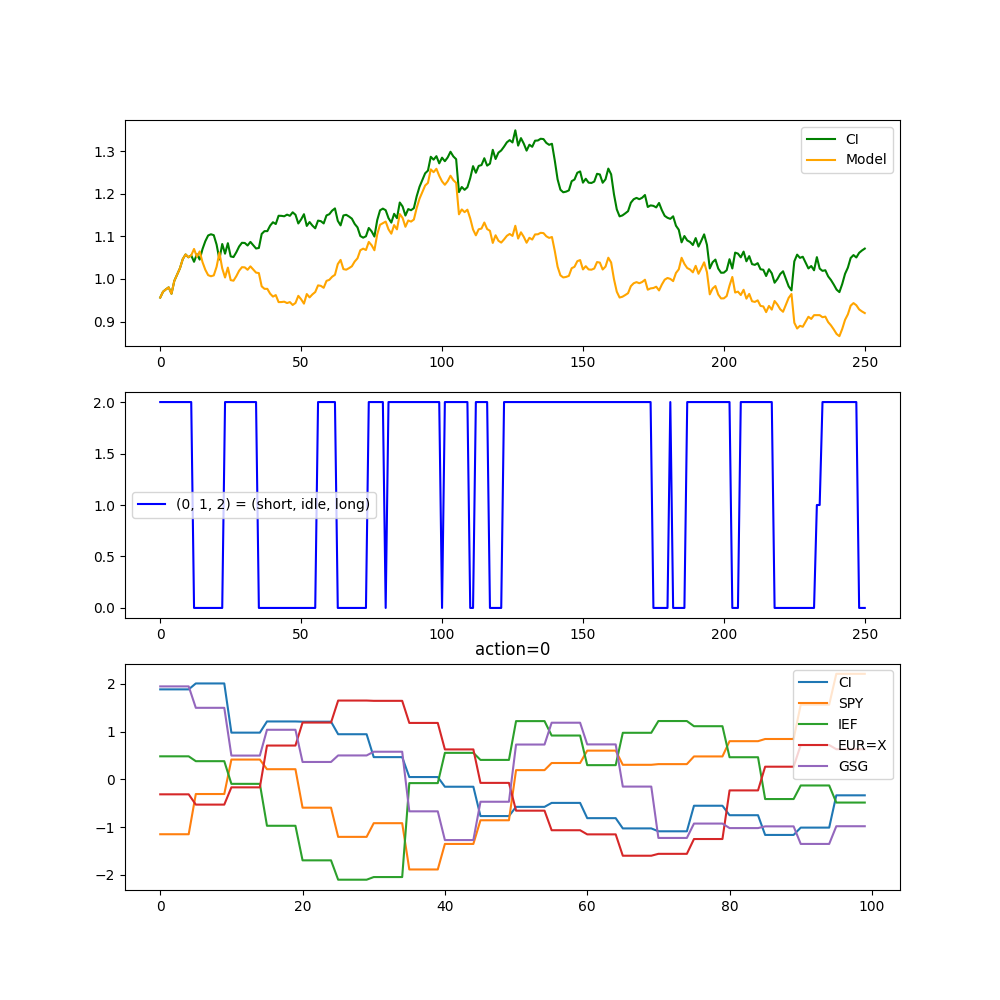 CI
Model
1.3
1.2
1.1
1.0
0.9
0 50 100 150 200 250
2.0
1.5
1.0
0.5
0.0
(0, 1, 2) = (short, idle, long)
0 50 100 150 200 250
action=0
CI
SPY
IEF
EUR=X
GSG
2
1
0
−1
−2
0 20 40 60 80 100